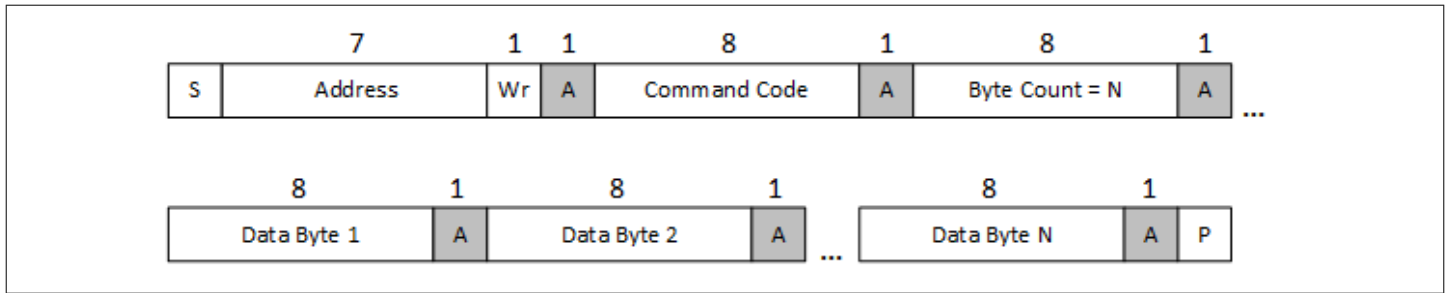 7 1 1 8 1 8 1
S Address Wr A Command Code A Byte Count = N A ...
8 1 8 1 8 1
Data Byte 1 A Data Byte 2 A ... Data Byte N A P